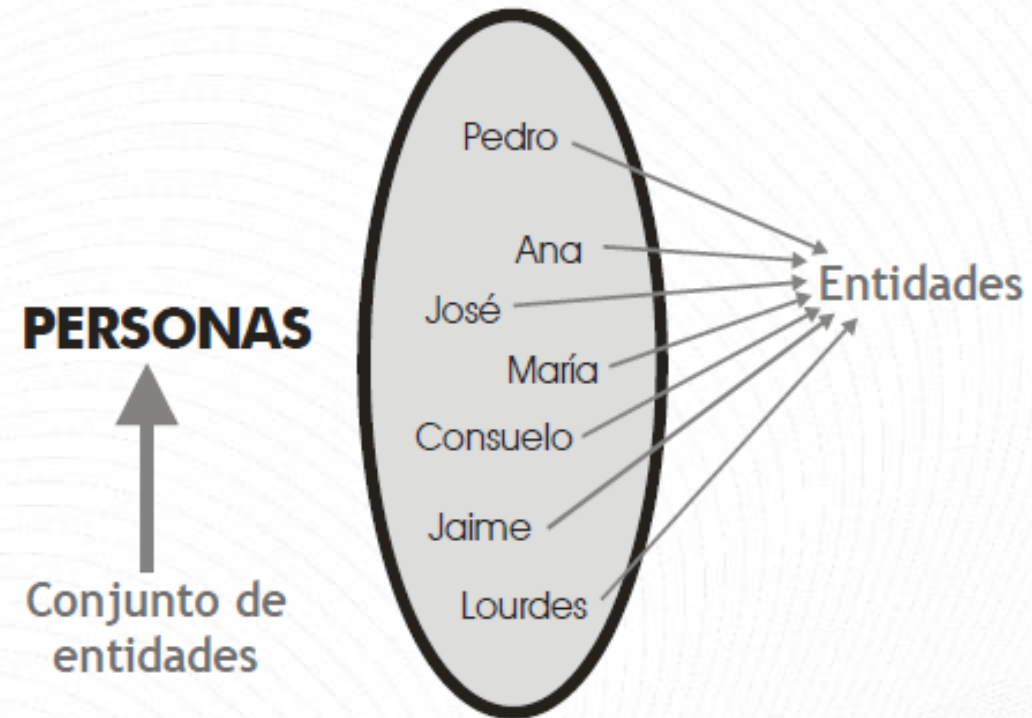 Pedro
Ana
José
María
Consuelo
Jaime
Lourdes
Entidades
PERSONAS
Conjunto de
entidades